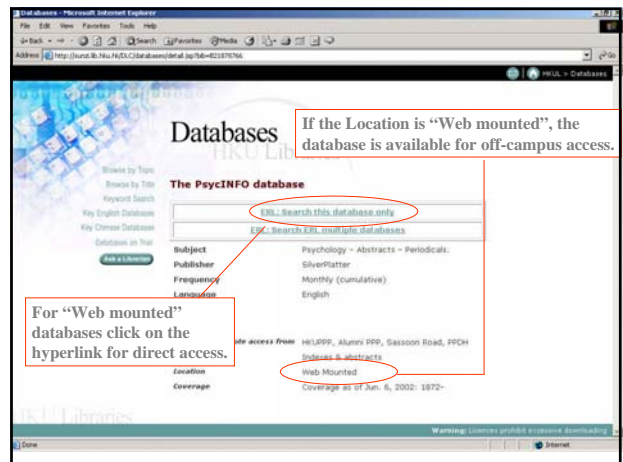 Databases - Microsoft Internet Explorer
File Edit View Favorites Tools Help
Back Search Favorites Media
Address
Go
HKUL > Databases
Databases
HKU Lib
If the Location is “Web mounted”, the
database is available for off-campus access.
Browse by Topic
Browse by Title
Keyword Search
Key English Databases
Key Chinese Databases
Databases on Trial
Ask a Librarian
The PsycINFO database
ERL: Search this database only
ERL: Search ERL multiple databases
Subject Psychology - Abstracts - Periodicals.
Publisher SilverPlatter
Frequency Monthly (cumulative)
Language English
For “Web mounted”
databases click on the
hyperlink for direct access.
access from HKUPPP, Alumni PPP, Sassoon Road, PPDH
Indexes & abstracts
Location Web Mounted
Coverage Coverage as of Jun. 6, 2002: 1872-
HKU Libraries
Warning: Licences prohibit excessive downloading
Done
Internet